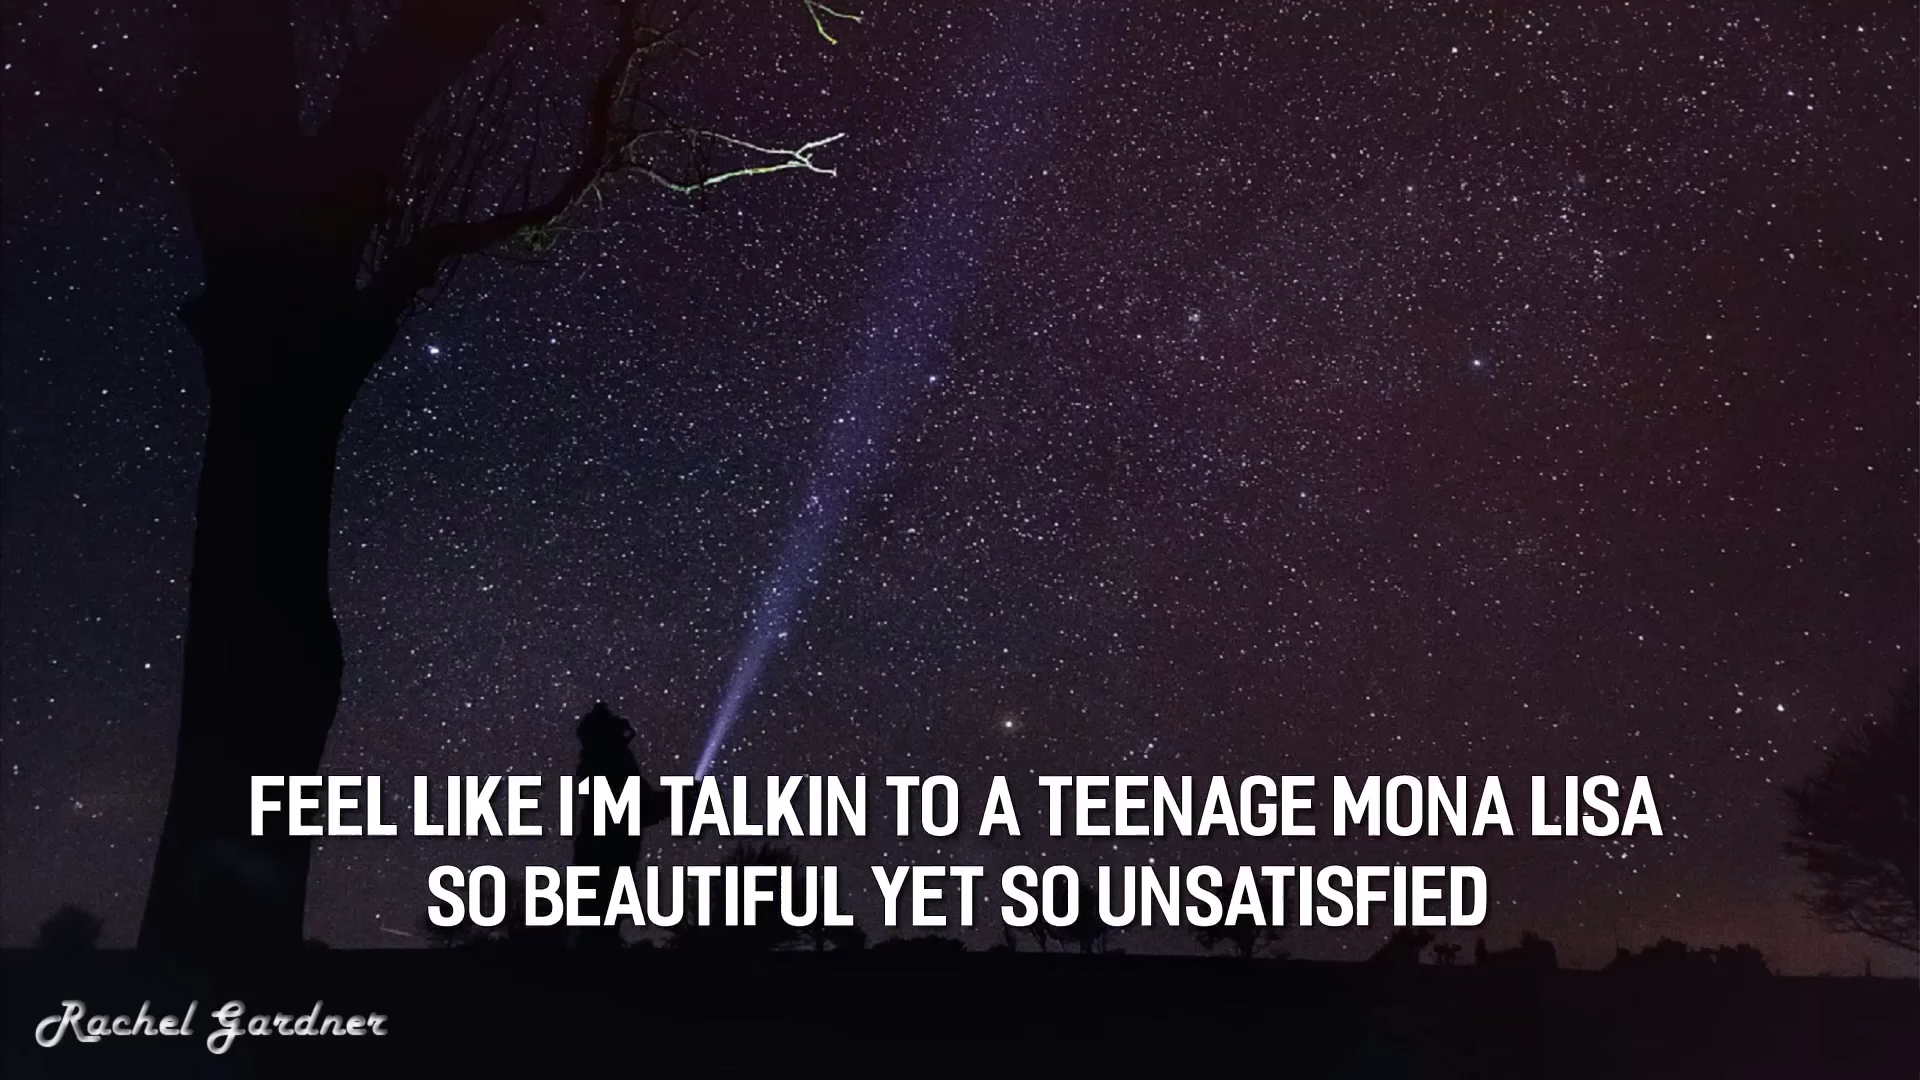 FEEL LIKE I'M TALKIN TO A TEENAGE MONA LISA
SO BEAUTIFUL YET SO UNSATISFIED
Rachel Gardner